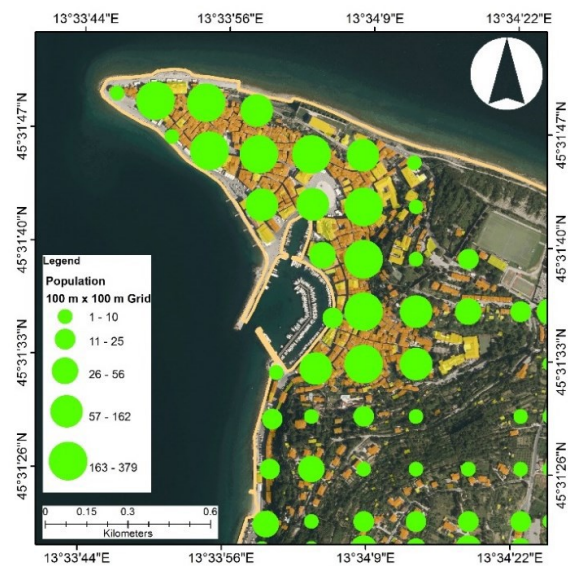 13°33'44"E 13°33'56"E 13°34'9"E 13°34'22"E
45°31'47"N 45°31'47"N
45°31'40"N 45°31'40"N
45°31'33"N 45°31'33"N
45°31'26"N 45°31'26"N
Legend
Population
100 m x 100 m Grid
1 - 10
11 - 25
26 - 56
57 - 162
163 - 379
0 0.15 0.3 0.6
Kilometers
13°33'44"E 13°33'56"E 13°34'9"E 13°34'22"E